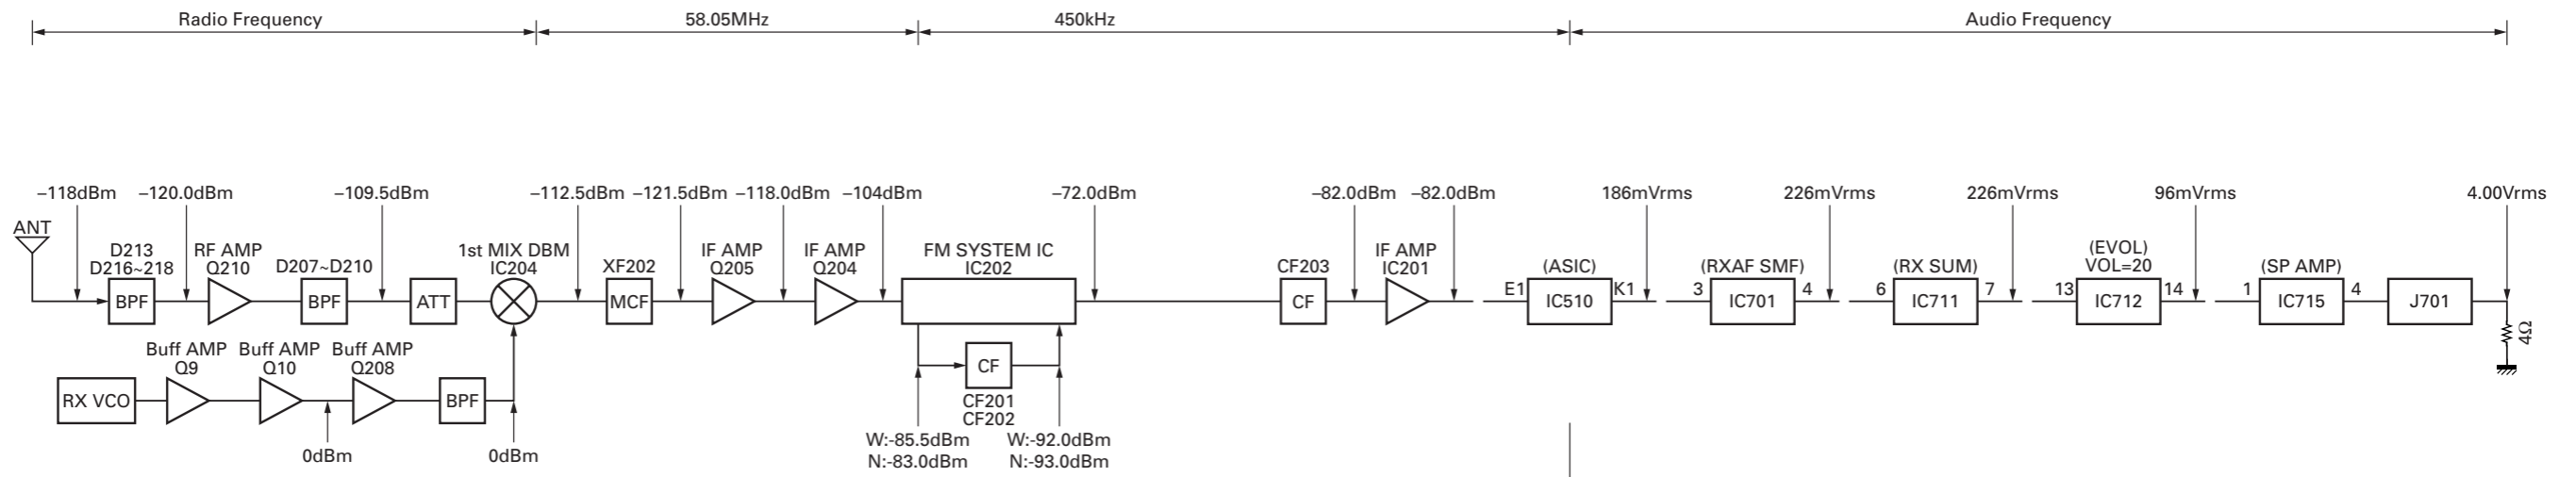 Radio Frequency
58.05MHz
450kHz
Audio Frequency
–118dBm
–120.0dBm
–109.5dBm
–112.5dBm
–121.5dBm
–118.0dBm
–104dBm
–72.0dBm
–82.0dBm
–82.0dBm
186mVrms
226mVrms
226mVrms
96mVrms
4.00Vrms
ANT
D213
D216~218
BPF
RF AMP
Q210
D207~D210
BPF
ATT
1st MIX DBM
IC204
XF202
MCF
IF AMP
Q205
IF AMP
Q204
FM SYSTEM IC
IC202
CF203
CF
IF AMP
IC201
(ASIC)
E1
IC510
K1
(RXAF SMF)
3
IC701
4
(RX SUM)
6
IC711
7
(EVOL)
VOL=20
13
IC712
14
(SP AMP)
1
IC715
4
J701
4Ω
RX VCO
Buff AMP
Q9
Buff AMP
Q10
Buff AMP
Q208
BPF
0dBm
0dBm
CF
CF201
CF202
W:-85.5dBm
N:-83.0dBm
W:-92.0dBm
N:-93.0dBm